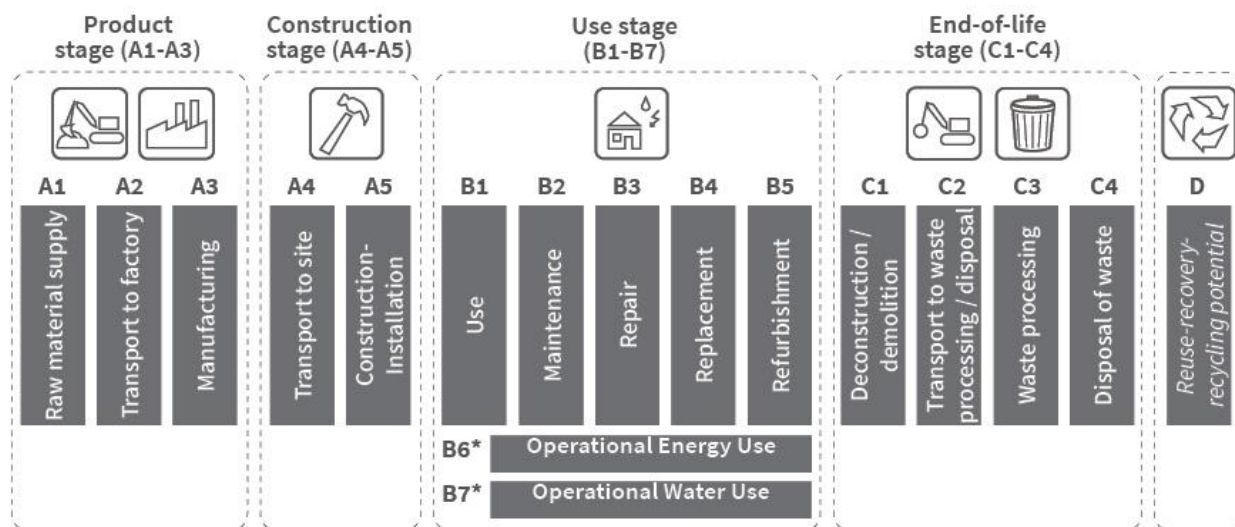 Product
stage (A1-A3)
Construction
stage (A4-A5)
Use stage
(B1-B7)
End-of-life
stage (C1-C4)
A1
A2
A3
A4
A5
B1
B2
B3
B4
B5
C1
C2
C3
C4
D
Raw material supply
Transport to factory
Manufacturing
Transport to site
Construction-
Installation
Use
Maintenance
Repair
Replacement
Refurbishment
Deconstruction /
demolition
Transport to waste
processing / disposal
Waste processing
Disposal of waste
Reuse-recovery-
recycling potential
B6*
Operational Energy Use
B7*
Operational Water Use